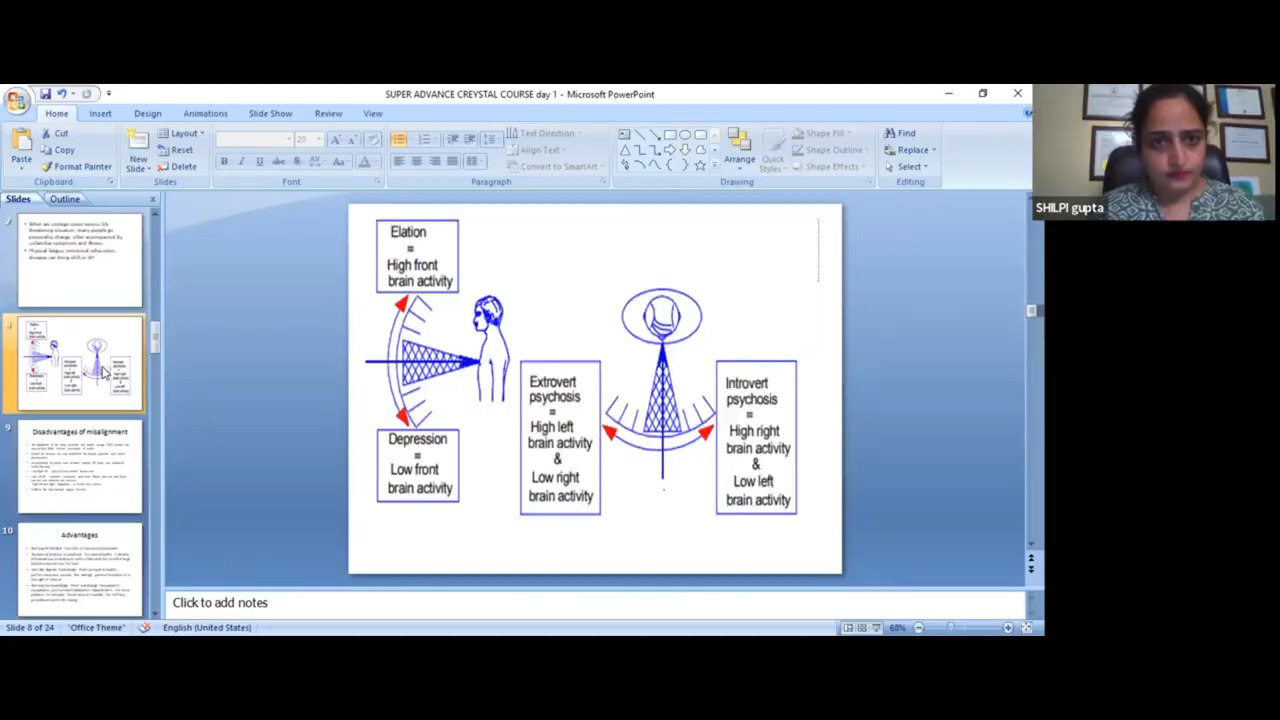 SUPER ADVANCE CREYSTAL COURSE day 1 - Microsoft PowerPoint
Home Insert Design Animations Slide Show Review View
Paste
Cut
Copy
Format Painter
Clipboard
New
Slide
Layout
Reset
Delete
Slides
20
Font
Text Direction
Align Text
Convert to SmartArt
Paragraph
Arrange
Quick
Styles
Shape Fill
Shape Outline
Shape Effects
Drawing
Find
Replace
Select
Editing
SHILPI gupta
Slides Outline
7
9
Disadvantages of misalignment
10
Advantages
Elation
=
High front
brain activity
Depression
=
Low front
brain activity
Extrovert
psychosis
=
High left
brain activity
&
Low right
brain activity
Introvert
psychosis
=
High right
brain activity
&
Low left
brain activity
Click to add notes
Slide 8 of 24
"Office Theme"
English (United States)
68%